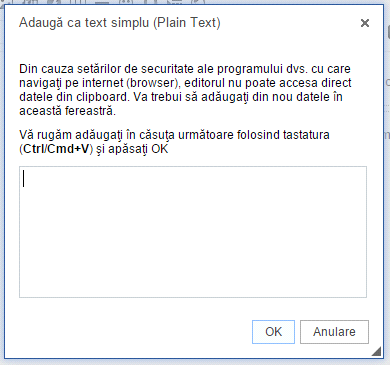 Adaugă ca text simplu (Plain Text)
Din cauza setărilor de securitate ale programului dvs. cu care
navigaţi pe internet (browser), editorul nu poate accesa direct
datele din clipboard. Va trebui să adăugaţi din nou datele în
această fereastră.
Vă rugăm adăugaţi în căsuţa următoare folosind tastatura
(Ctrl/Cmd+V) şi apăsaţi OK
OK
Anulare